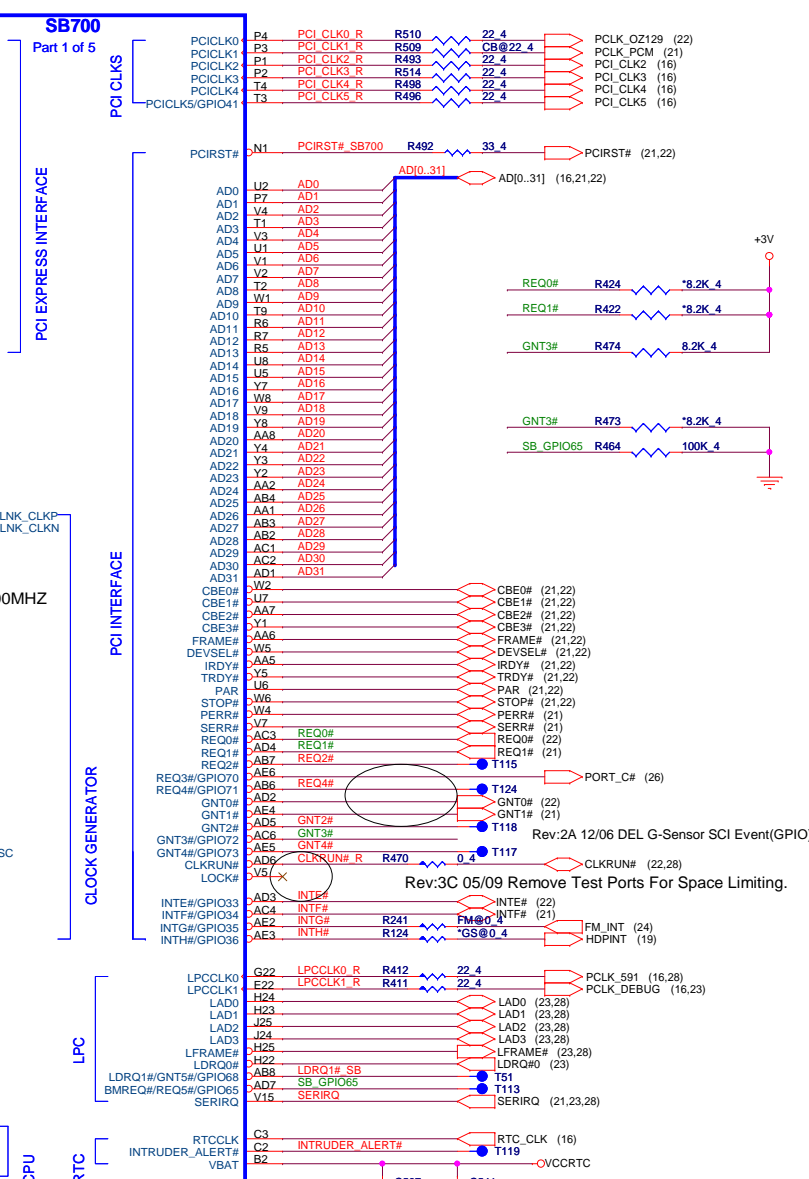 SB700
Part 1 of 5
PCI CLKS
PCICLK0 P4 PCI_CLK0_R R510 22_4 PCLK_OZ129 (22)
PCICLK1 P3 PCI_CLK1_R R509 CB@22_4 PCLK_PCM (21)
PCICLK2 P1 PCI_CLK2_R R493 22_4 PCI_CLK2 (16)
PCICLK3 P2 PCI_CLK3_R R514 22_4 PCI_CLK3 (16)
PCICLK4 T4 PCI_CLK4_R R498 22_4 PCI_CLK4 (16)
PCICLK5/GPIO41 T3 PCI_CLK5_R R496 22_4 PCI_CLK5 (16)
PCIRST# N1 PCIRST#_SB700 R492 33_4 PCIRST# (21,22)
AD[0..31] AD[0..31] (16,21,22)
PCI EXPRESS INTERFACE
AD0 U2 AD0
AD1 P7 AD1
AD2 V4 AD2
AD3 T1 AD3
AD4 V3 AD4
AD5 U1 AD5
AD6 V1 AD6
AD7 V2 AD7
AD8 T2 AD8
AD9 W1 AD9
AD10 T9 AD10
AD11 R6 AD11
AD12 R7 AD12
AD13 R5 AD13
AD14 U8 AD14
AD15 U5 AD15
AD16 Y7 AD16
AD17 W8 AD17
AD18 V9 AD18
AD19 Y8 AD19
AD20 AA8 AD20
AD21 Y4 AD21
AD22 Y3 AD22
AD23 Y2 AD23
AD24 AA2 AD24
AD25 AB4 AD25
AD26 AA1 AD26
AD27 AB3 AD27
AD28 AB2 AD28
AD29 AC1 AD29
AD30 AC2 AD30
AD31 AD1 AD31
+3V
REQ0# R424 *8.2K_4
REQ1# R422 *8.2K_4
GNT3# R474 8.2K_4
GNT3# R473 *8.2K_4
SB_GPIO65 R464 100K_4
LNK_CLKP
LNK_CLKN
00MHZ
PCI INTERFACE
CBE0# W2 CBE0# (21,22)
CBE1# U7 CBE1# (21,22)
CBE2# AA7 CBE2# (21,22)
CBE3# Y1 CBE3# (21,22)
FRAME# AA6 FRAME# (21,22)
DEVSEL# W5 DEVSEL# (21,22)
IRDY# AA5 IRDY# (21,22)
TRDY# Y5 TRDY# (21,22)
PAR U6 PAR (21,22)
STOP# W6 STOP# (21,22)
PERR# W4 PERR# (21)
SERR# V7 SERR# (21)
REQ0# AC3 REQ0# REQ0# (22)
REQ1# AD4 REQ1# REQ1# (21)
REQ2# AB7 REQ2# T115
REQ3#/GPIO70 AE6 PORT_C# (26)
REQ4#/GPIO71 AB6 REQ4# T124
GNT0# AD2 GNT0# (22)
GNT1# AE4 GNT1# (21)
GNT2# AD5 GNT2# T118
Rev:2A 12/06 DEL G-Sensor SCI Event(GPIO)
GNT3#/GPIO72 AC6 GNT3#
GNT4#/GPIO73 AE5 GNT4# T117
CLKRUN# AD6 CLKRUN#_R R470 0_4 CLKRUN# (22,28)
LOCK# V5
Rev:3C 05/09 Remove Test Ports For Space Limiting.
SC
CLOCK GENERATOR
INTE#/GPIO33 AD3 INTE# INTE# (22)
INTF#/GPIO34 AC4 INTF# INTF# (21)
INTG#/GPIO35 AE2 INTG# R241 FM@0_4 FM_INT (24)
INTH#/GPIO36 AE3 INTH# R124 *GS@0_4 HDPINT (19)
LPC
LPCCLK0 G22 LPCCLK0_R R412 22_4 PCLK_591 (16,28)
LPCCLK1 E22 LPCCLK1_R R411 22_4 PCLK_DEBUG (16,23)
LAD0 H24 LAD0 (23,28)
LAD1 H23 LAD1 (23,28)
LAD2 J25 LAD2 (23,28)
LAD3 J24 LAD3 (23,28)
LFRAME# H25 LFRAME# (23,28)
LDRQ0# H22 LDRQ#0 (23)
LDRQ1#/GNT5#/GPIO68 AB8 LDRQ1#_SB T51
BMREQ#/REQ5#/GPIO65 AD7 SB_GPIO65 T113
SERIRQ V15 SERIRQ SERIRQ (21,23,28)
RTCCLK C3 RTC_CLK (16)
INTRUDER_ALERT# C2 INTRUDER_ALERT# T119
VBAT B2 VCCRTC
CPU
RTC